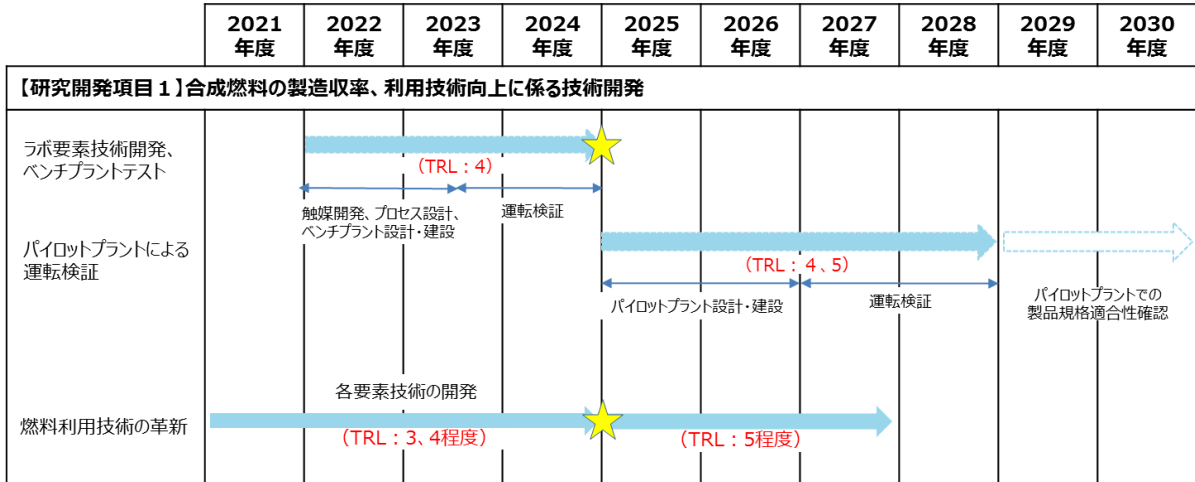 2021
年度
2022
年度
2023
年度
2024
年度
2025
年度
2026
年度
2027
年度
2028
年度
2029
年度
2030
年度
【研究開発項目１】合成燃料の製造収率、利用技術向上に係る技術開発
ラボ要素技術開発、
ベンチプラントテスト
（TRL：4）
触媒開発、プロセス設計、
ベンチプラント設計・建設
運転検証
パイロットプラントによる
運転検証
（TRL：４、５）
パイロットプラント設計・建設
運転検証
パイロットプラントでの
製品規格適合性確認
燃料利用技術の革新
各要素技術の開発
（TRL：3、4程度）
（TRL：5程度）